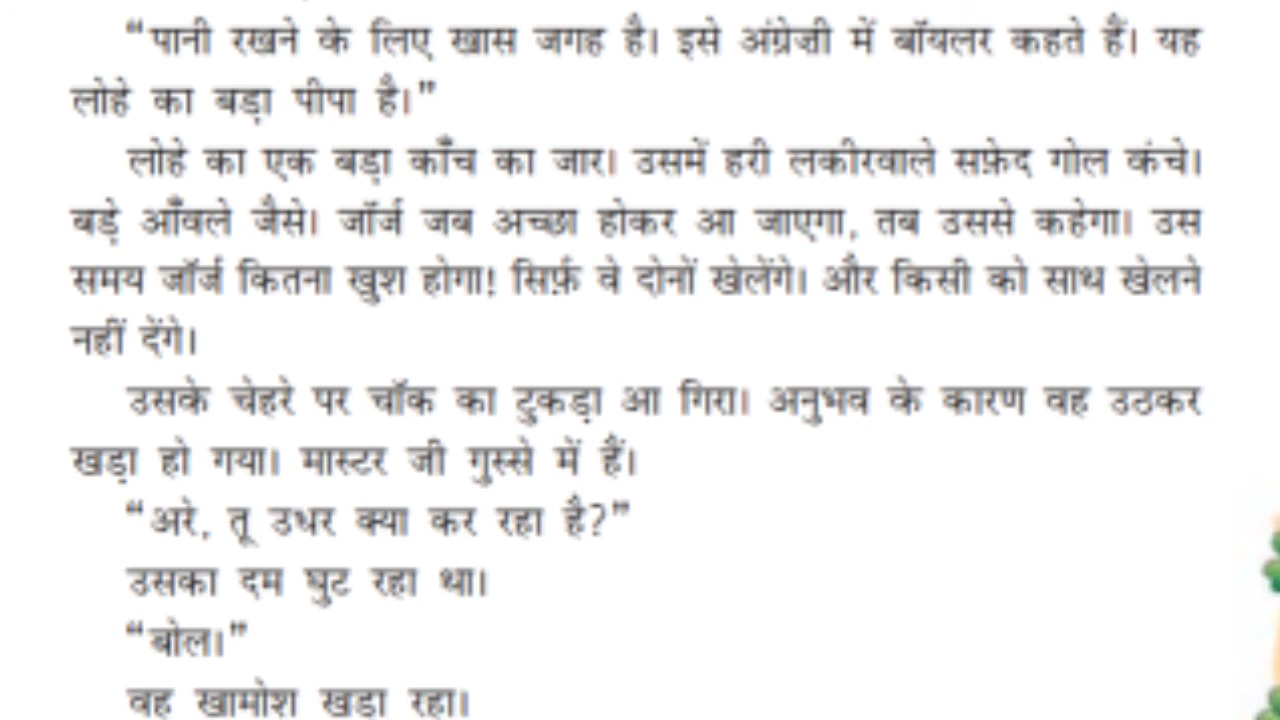 “पानी रखने के लिए खास जगह है। इसे अंग्रेज़ी में बॉयलर कहते हैं। यह
लोहे का बड़ा पीपा है।”
लोहे का एक बड़ा काँच का जार। उसमें हरी लकीरवाले सफ़ेद गोल कंचे।
बड़े आँवले जैसे। जॉर्ज जब अच्छा होकर आ जाएगा, तब उससे कहेगा। उस
समय जॉर्ज कितना खुश होगा! सिर्फ़ वे दोनों खेलेंगे। और किसी को साथ खेलने
नहीं देंगे।
उसके चेहरे पर चॉक का टुकड़ा आ गिरा। अनुभव के कारण वह उठकर
खड़ा हो गया। मास्टर जी गुस्से में हैं।
“अरे, तू उधर क्या कर रहा है?”
उसका दम घुट रहा था।
“बोल।”
वह खामोश खड़ा रहा।